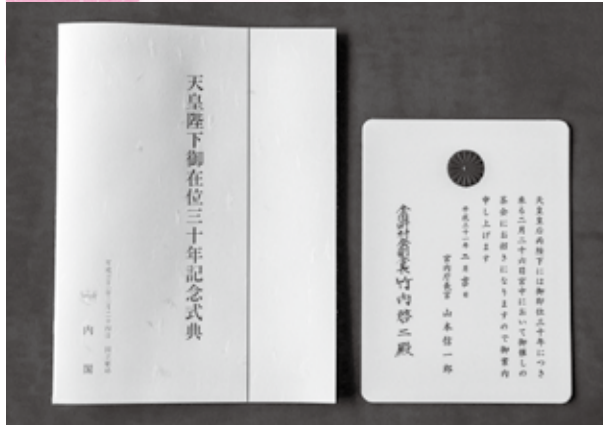 天皇陛下御在位三十年記念式典
内閣
天皇皇后両陛下には御即位三十年につき
来る二月二十六日宮中において御催しの
茶会にお招きになりますので御案内
申し上げます
平成三十一年二月吉日
宮内庁長官 山本信一郎
竹内啓二殿